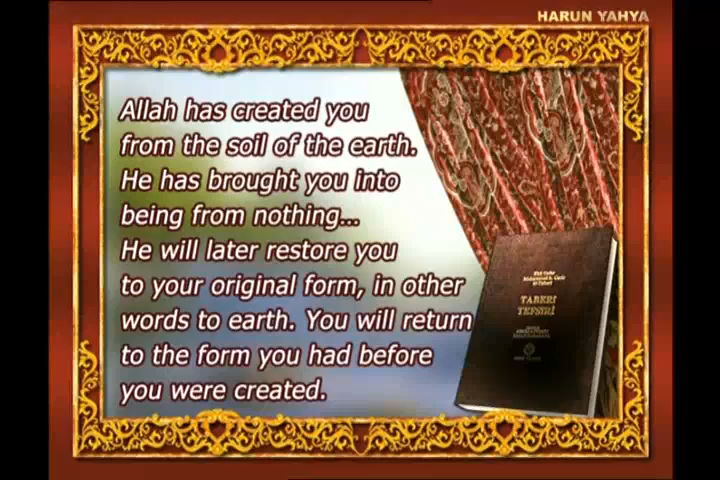 HARUN YAHYA
Allah has created you
from the soil of the earth.
He has brought you into
being from nothing...
He will later restore you
to your original form, in other
words to earth. You will return
to the form you had before
you were created.
TABERİ
TEFSİRİ